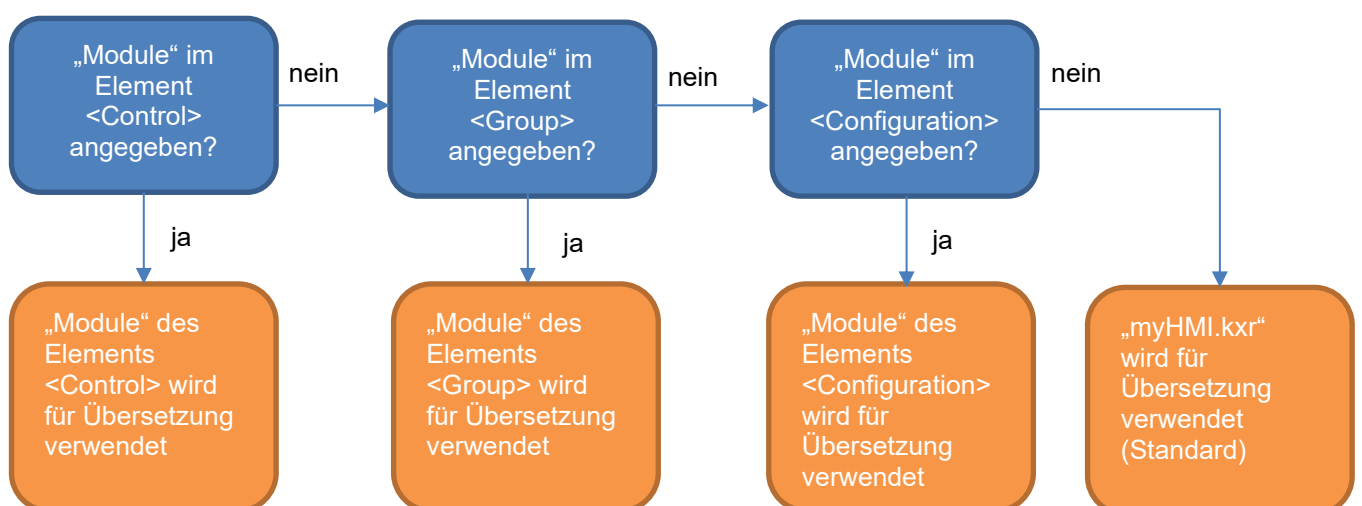 „Module“ im
Element
<Control>
angegeben?
nein
„Module“ im
Element
<Group>
angegeben?
nein
„Module“ im
Element
<Configuration>
angegeben?
nein
ja
ja
ja
„Module“ des
Elements
<Control> wird
für Übersetzung
verwendet
„Module“ des
Elements
<Group> wird
für Übersetzung
verwendet
„Module“ des
Elements
<Configuration>
wird für
Übersetzung
verwendet
„myHMI.kxr“
wird für
Übersetzung
verwendet
(Standard)